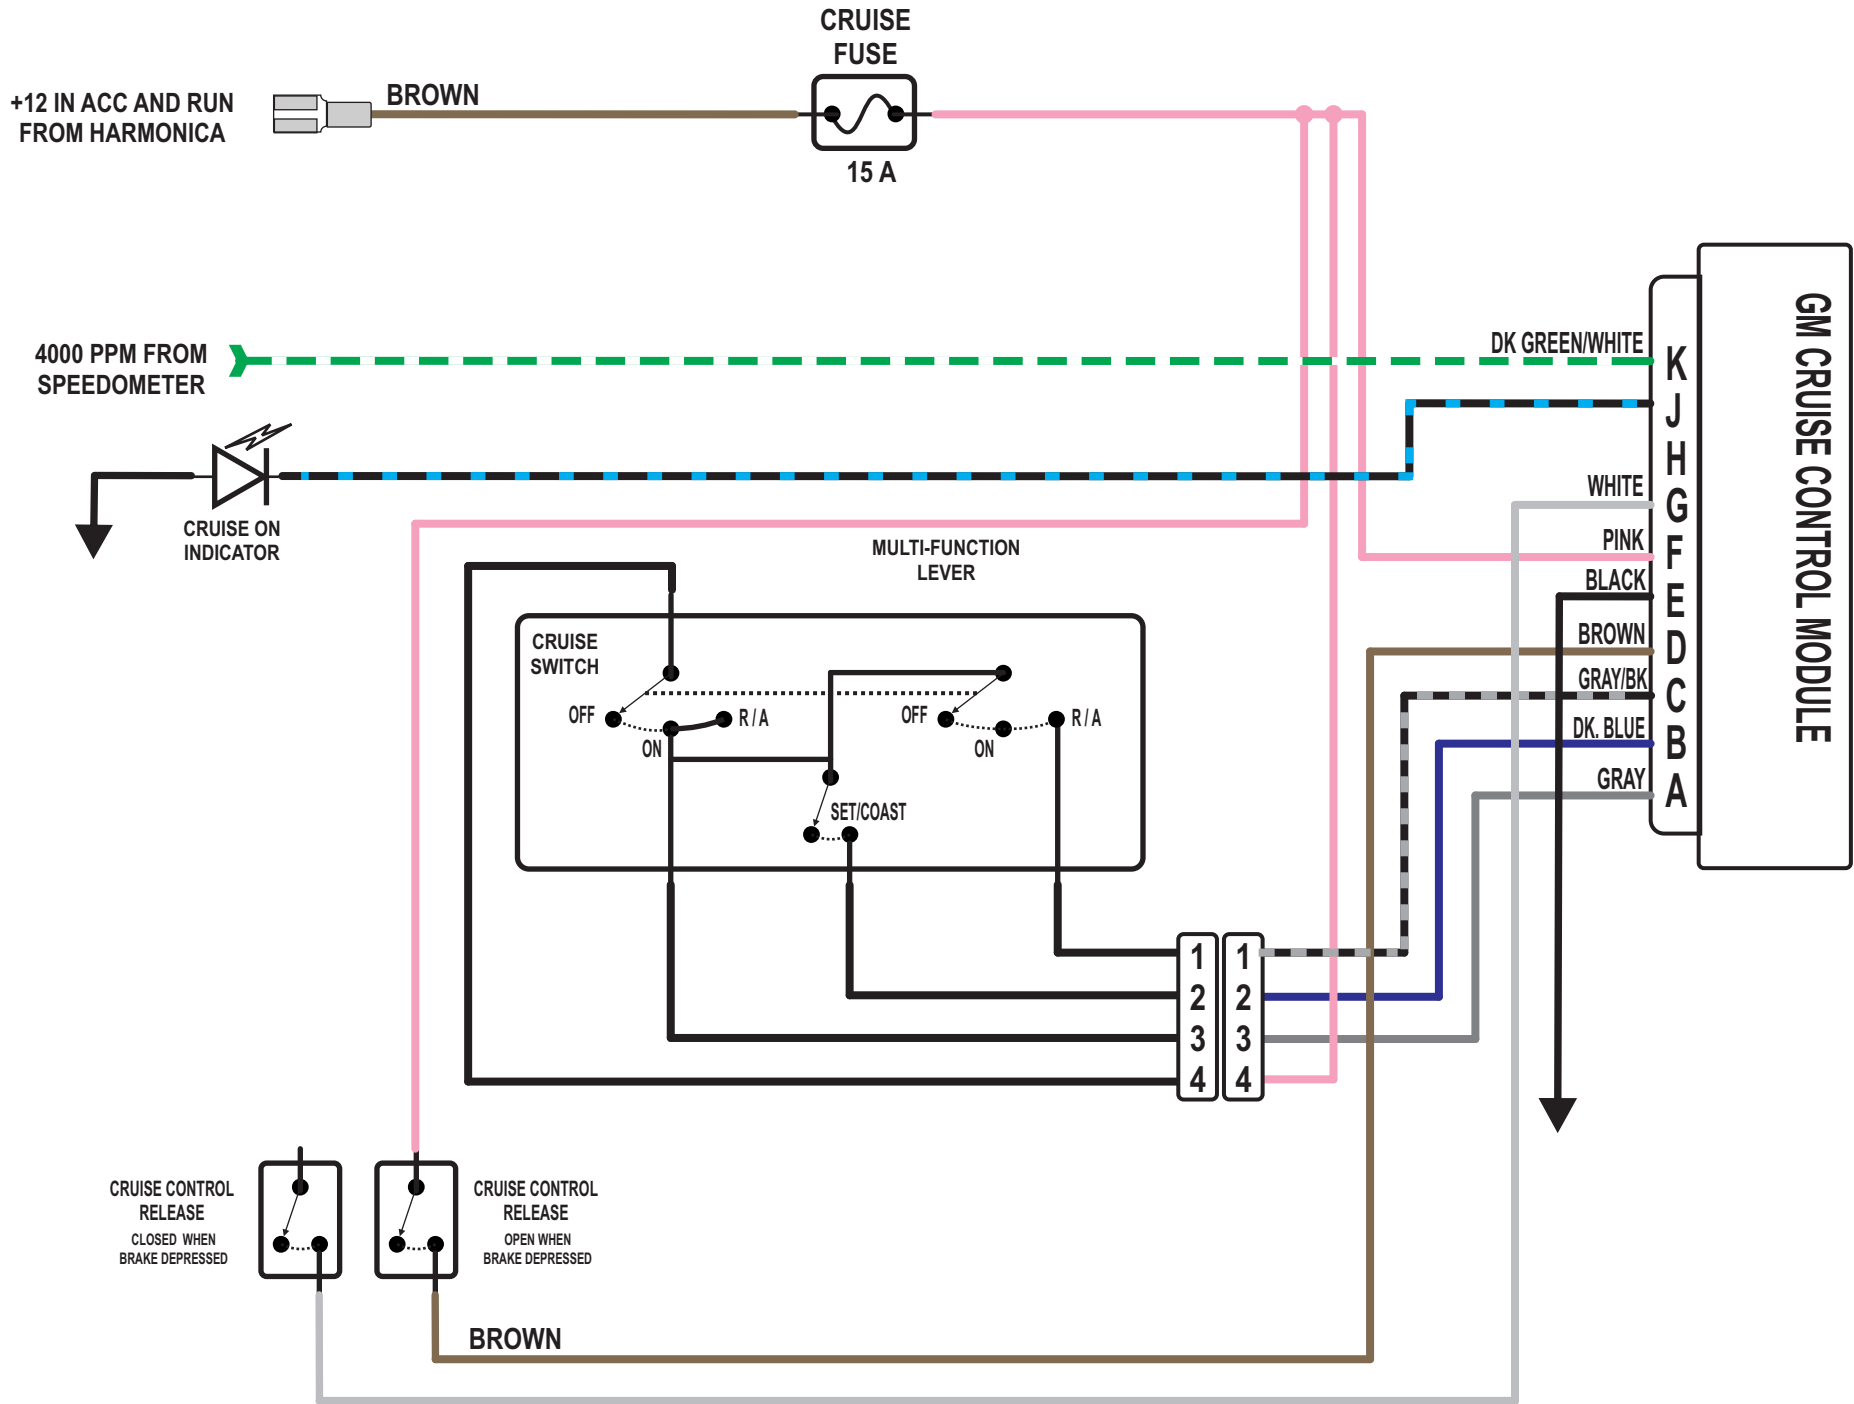 CRUISE
FUSE
+12 IN ACC AND RUN
FROM HARMONICA
BROWN
15 A
4000 PPM FROM
SPEEDOMETER
DK GREEN/WHITE
K
J
H
G
F
E
D
C
B
A
GM CRUISE CONTROL MODULE
WHITE
PINK
BLACK
BROWN
GRAY/BK
DK. BLUE
GRAY
CRUISE ON
INDICATOR
MULTI-FUNCTION
LEVER
CRUISE
SWITCH
OFF
ON
R / A
OFF
ON
R / A
SET/COAST
1 1
2 2
3 3
4 4
CRUISE CONTROL
RELEASE
CLOSED WHEN
BRAKE DEPRESSED
CRUISE CONTROL
RELEASE
OPEN WHEN
BRAKE DEPRESSED
BROWN